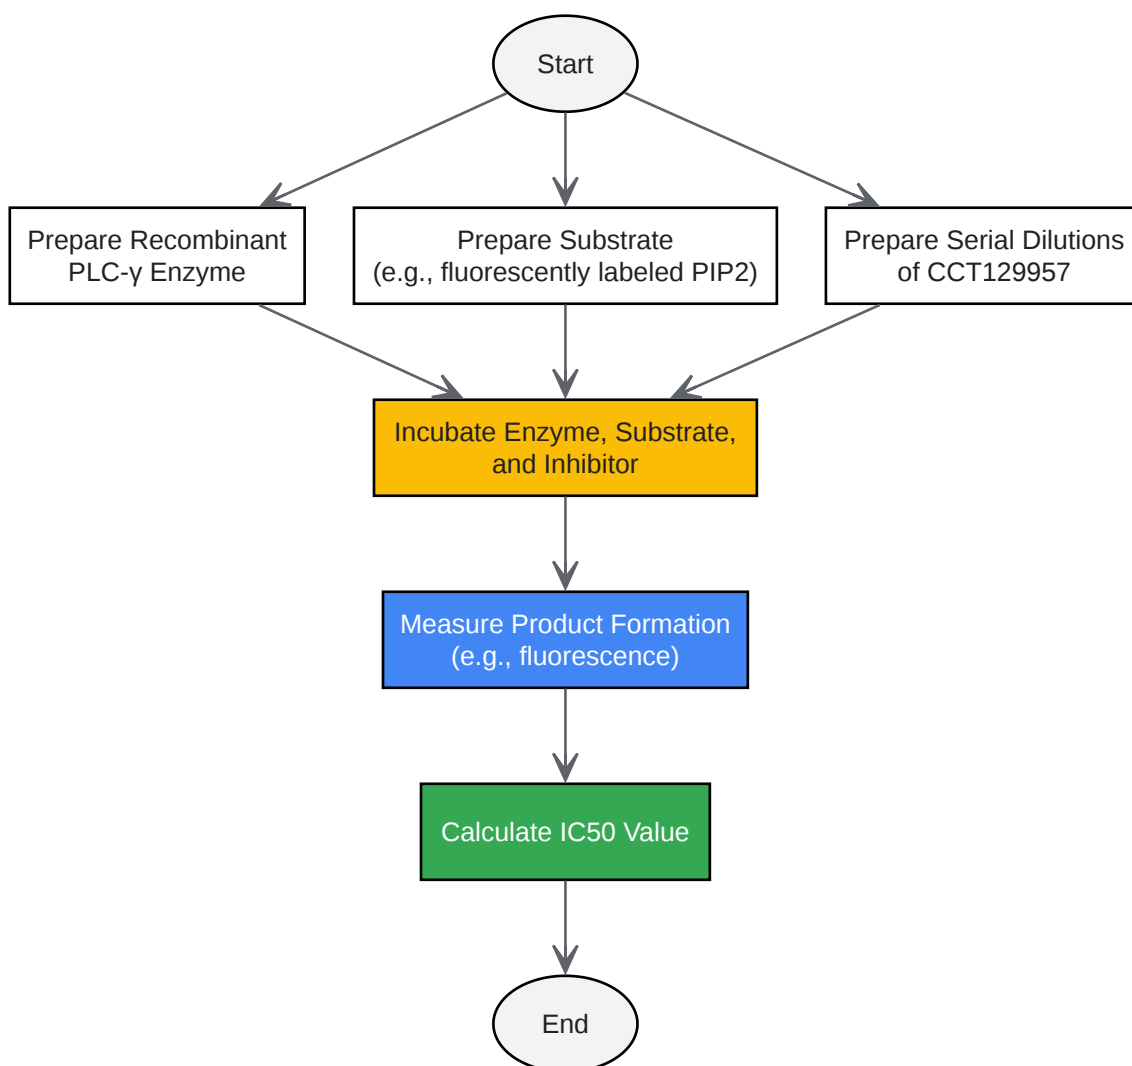 Start
Prepare Recombinant
PLC-γ Enzyme
Prepare Substrate
(e.g., fluorescently labeled PIP2)
Prepare Serial Dilutions
of CCT129957
Incubate Enzyme, Substrate,
and Inhibitor
Measure Product Formation
(e.g., fluorescence)
Calculate IC50 Value
End